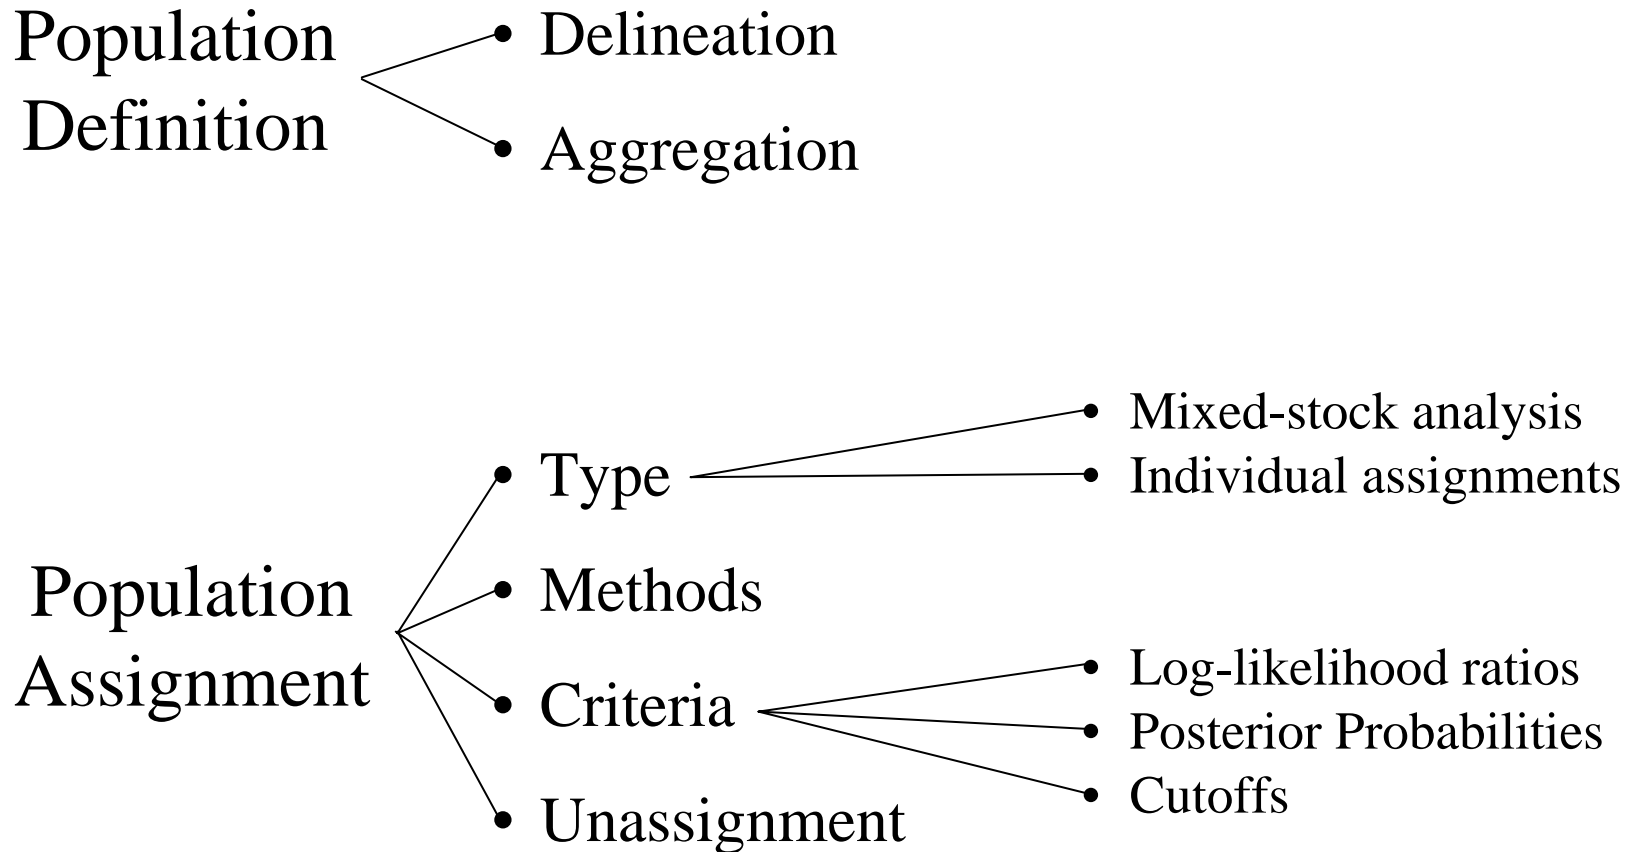 Population
Definition
• Delineation
• Aggregation
Population
Assignment
• Type
• Mixed-stock analysis
• Individual assignments
• Methods
• Criteria
• Log-likelihood ratios
• Posterior Probabilities
• Cutoffs
• Unassignment